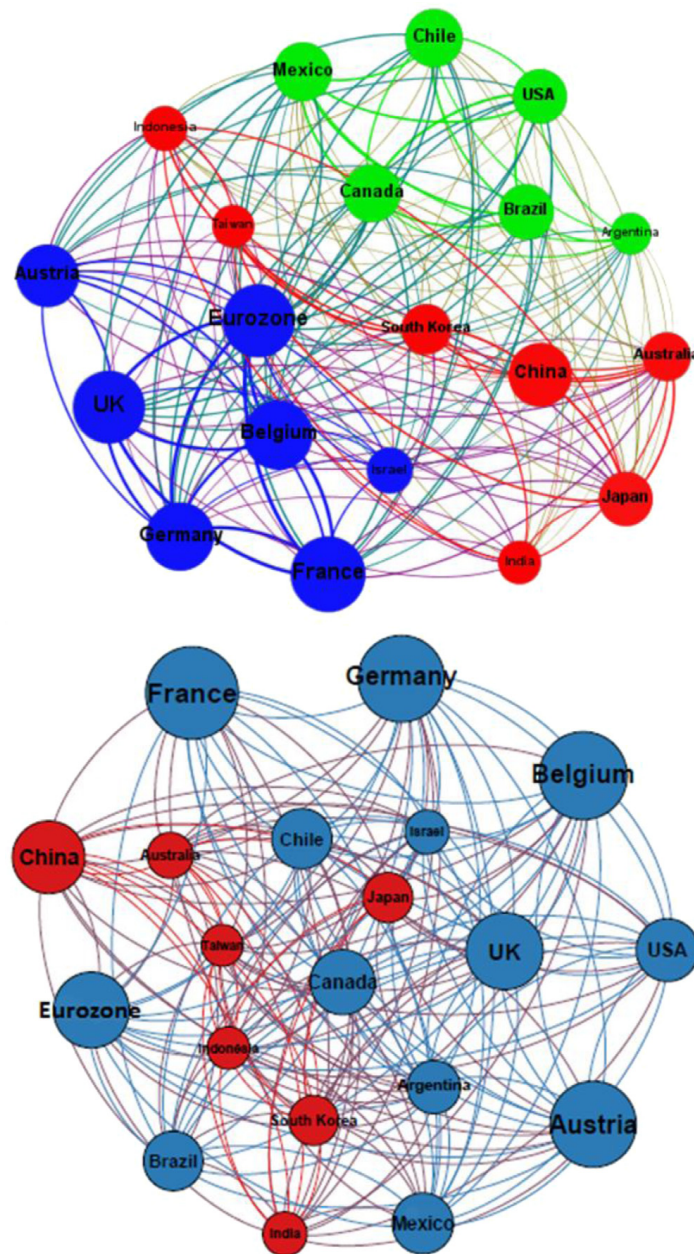 Chile
Mexico
USA
Indonesia
Canada
Brazil
Taiwan
Argentina
Austria
Eurozone
South Korea
Australia
China
UK
Belgium
Israel
Japan
Germany
India
France
Germany
France
Belgium
Chile
Israel
China
Australia
Japan
Taiwan
UK
USA
Canada
Eurozone
Indonesia
Argentina
South Korea
Austria
Brazil
Mexico
India